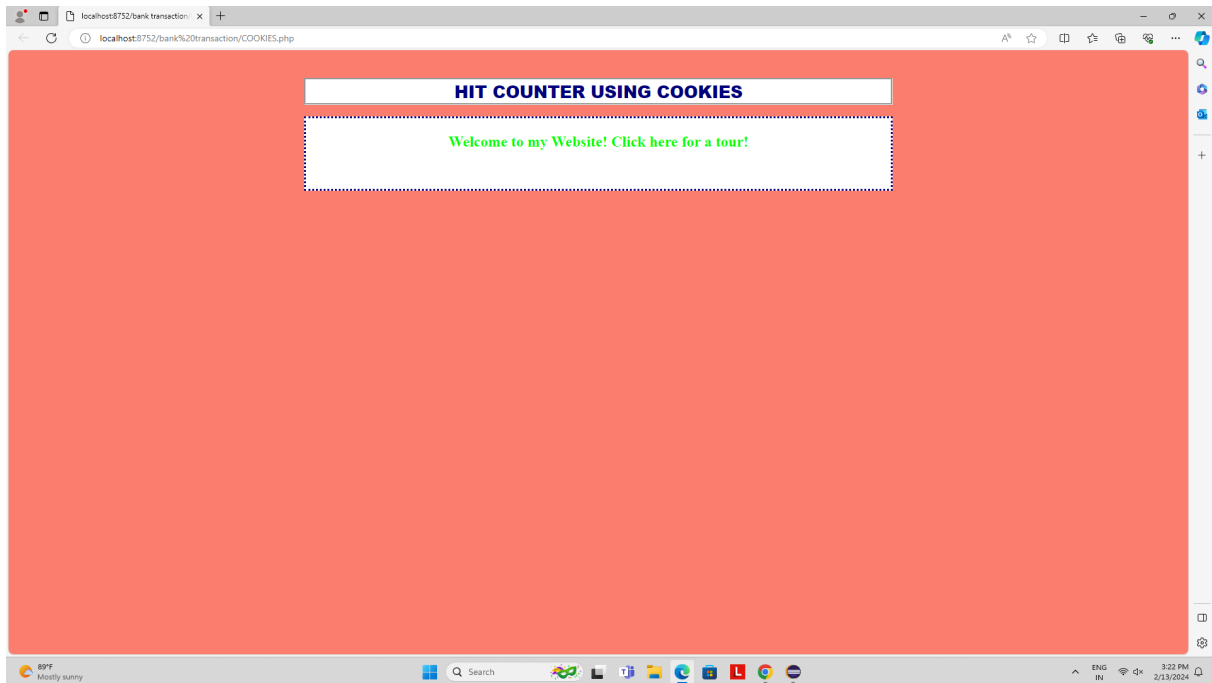 localhost:8752/bank transaction/
localhost:8752/bank%20transaction/COOKIES.php
HIT COUNTER USING COOKIES
Welcome to my Website! Click here for a tour!
89°F
Mostly sunny
Search
L
ENG
IN
3:22 PM
2/13/2024